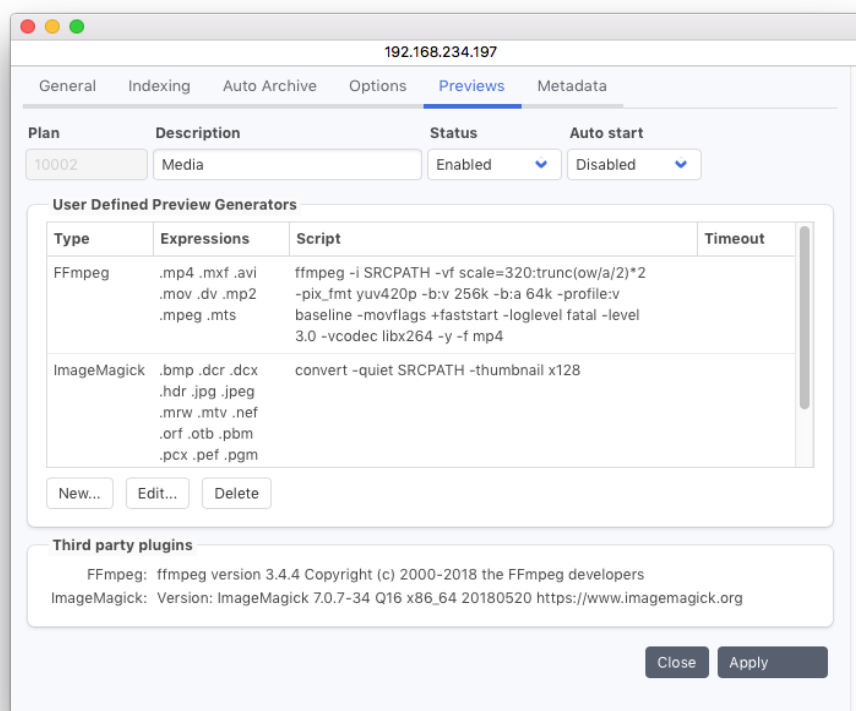 192.168.234.197
General Indexing Auto Archive Options Previews Metadata
Plan Description Status Auto start
10002 Media Enabled Disabled
User Defined Preview Generators
Type Expressions Script Timeout
FFmpeg .mp4 .mxf .avi ffmpeg -i SRCPATH -vf scale=320:trunc(ow/a/2)*2
.mov .dv .mp2 -pix_fmt yuv420p -b:v 256k -b:a 64k -profile:v
.mpeg .mts baseline -movflags +faststart -loglevel fatal -level
3.0 -vcodec libx264 -y -f mp4
ImageMagick .bmp .dcr .dcx convert -quiet SRCPATH -thumbnail x128
.hdr .jpg .jpeg
.mrw .mtv .nef
.orf .otb .pbm
.pcx .pef .pgm
New... Edit... Delete
Third party plugins
FFmpeg: ffmpeg version 3.4.4 Copyright (c) 2000-2018 the FFmpeg developers
ImageMagick: Version: ImageMagick 7.0.7-34 Q16 x86_64 20180520 https://www.imagemagick.org
Close Apply